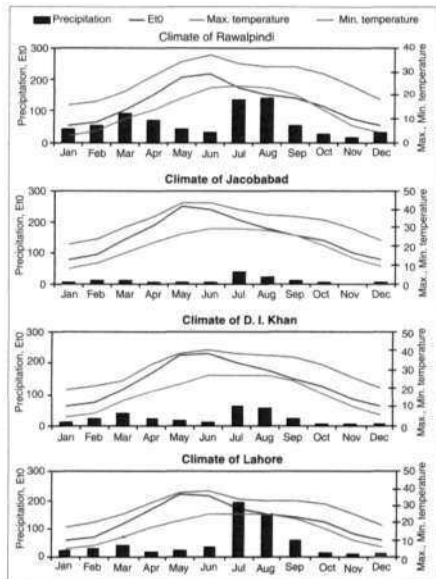 Precipitation Et0 Max. temperature Min. temperature
Climate of Rawalpindi
Precipitation, Et0
300
200
100
0
40
30
20
10
0
Max., Min. temperature
Jan Feb Mar Apr May Jun Jul Aug Sep Oct Nov Dec
Climate of Jacobabad
Precipitation, Et0
300
200
100
0
50
40
30
20
10
0
Max., Min. temperature
Jan Feb Mar Apr May Jun Jul Aug Sep Oct Nov Dec
Climate of D. I. Khan
Precipitation, Et0
300
200
100
0
50
40
30
20
10
0
Max., Min. temperature
Jan Feb Mar Apr May Jun Jul Aug Sep Oct Nov Dec
Climate of Lahore
Precipitation, Et0
300
200
100
0
50
40
30
20
10
0
Max., Min. temperature
Jan Feb Mar Apr May Jun Jul Aug Sep Oct Nov Dec